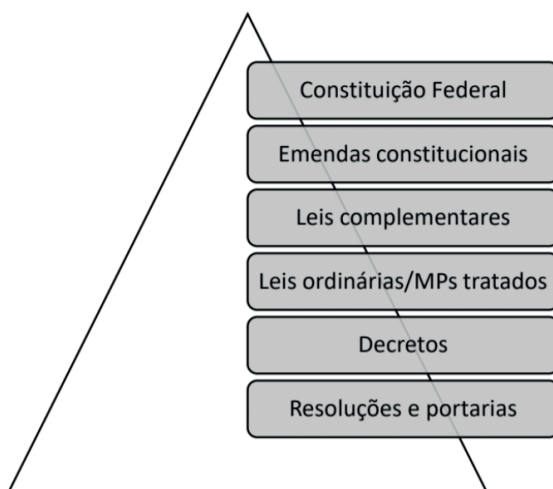 Constituição Federal
Emendas constitucionais
Leis complementares
Leis ordinárias/MPs tratados
Decretos
Resoluções e portarias